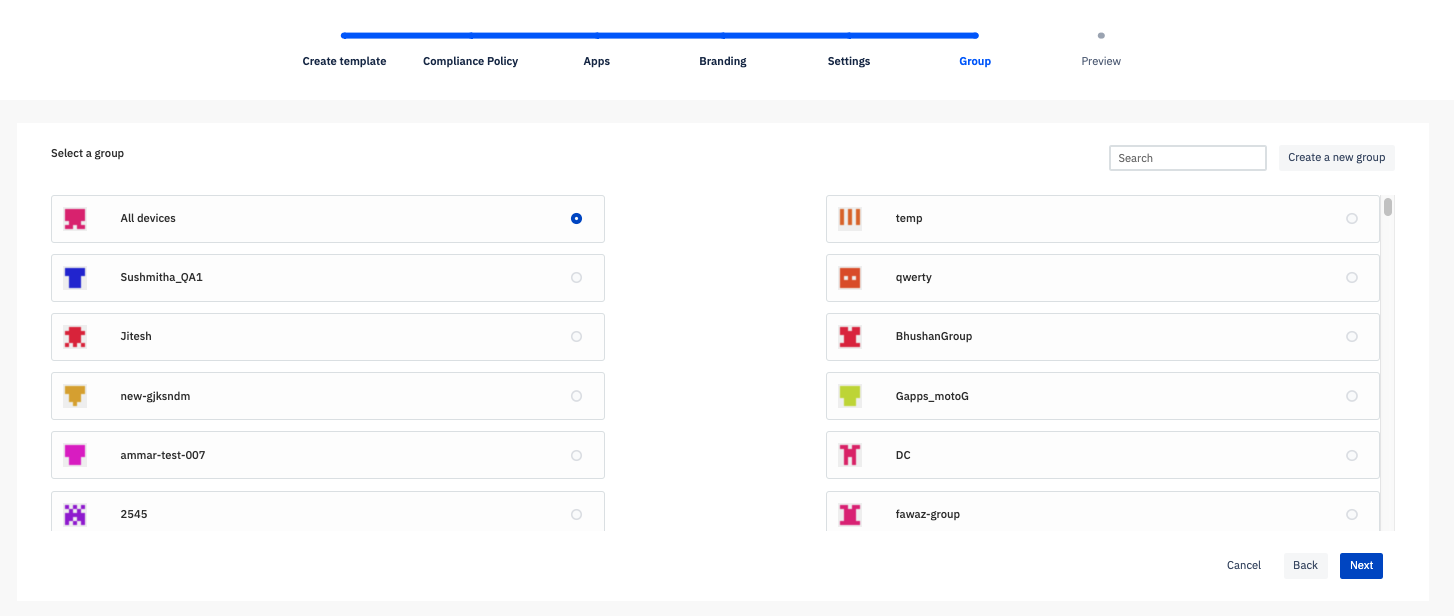 Create template
Compliance Policy
Apps
Branding
Settings
Group
Preview
Select a group
Search
Create a new group
All devices
temp
Sushmitha_QA1
qwerty
Jitesh
BhushanGroup
new-gjksndm
Gapps_motoG
ammar-test-007
DC
2545
fawaz-group
Cancel
Back
Next